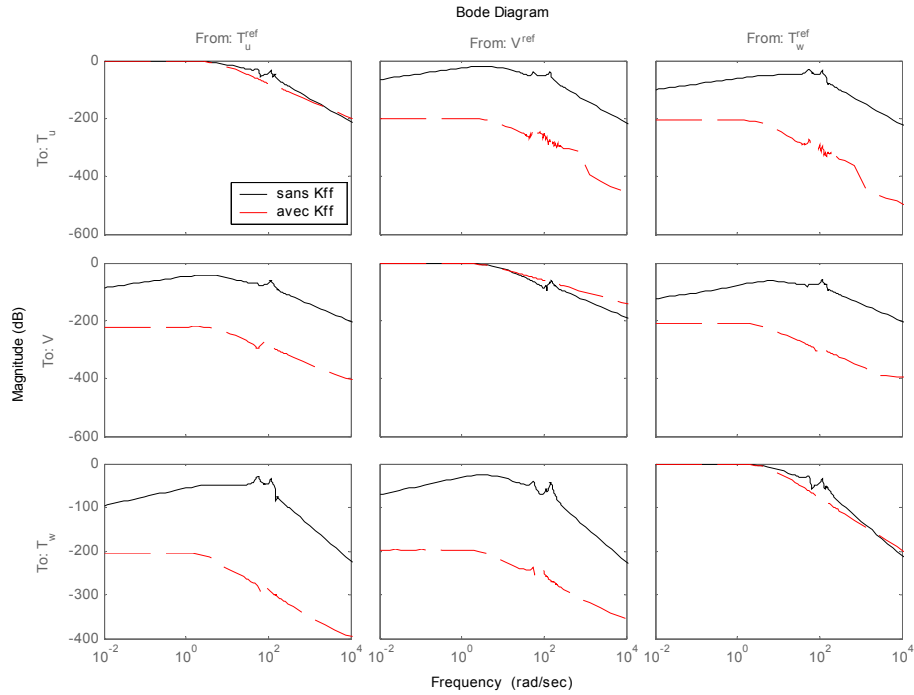 Bode Diagram
From: T_u^ref
From: V^ref
From: T_w^ref
0
-200
-400
-600
To: T_u
sans Kff
avec Kff
0
-200
-400
-600
To: V
Magnitude (dB)
0
-100
-200
-300
-400
To: T_w
10^-2 10^0 10^2 10^4
10^-2 10^0 10^2 10^4
10^-2 10^0 10^2 10^4
Frequency (rad/sec)